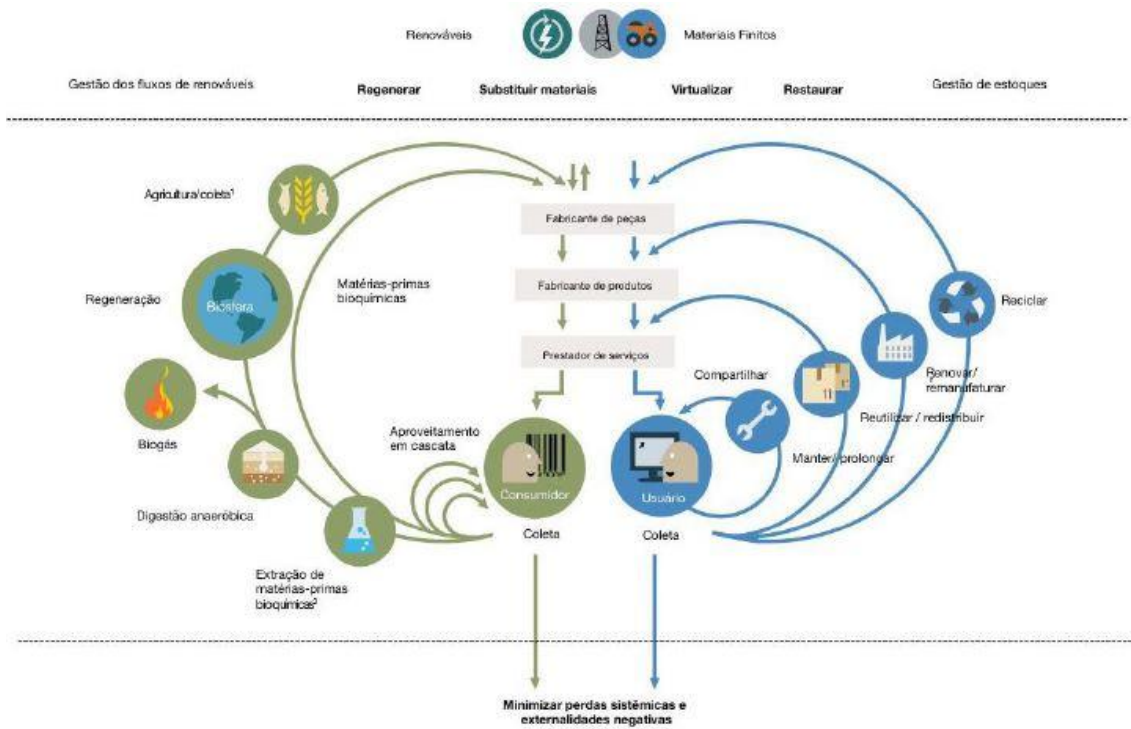 Renováveis
Materiais Finitos
Gestão dos fluxos de renováveis
Regenerar
Substituir materiais
Virtualizar
Restaurar
Gestão de estoques
Agricultura/coleta¹
Fabricante de peças
Matérias-primas
bioquímicas
Regeneração
Biosfera
Fabricante de produtos
Reciclar
Prestador de serviços
Compartilhar
Renovar/
remanufaturar
Reutilizar / redistribuir
Biogás
Aproveitamento
em cascata
Manter/ prolongar
Consumidor
Usuário
Digestão anaeróbica
Coleta
Coleta
Extração de
matérias-primas
bioquímicas²
Minimizar perdas sistêmicas e
externalidades negativas